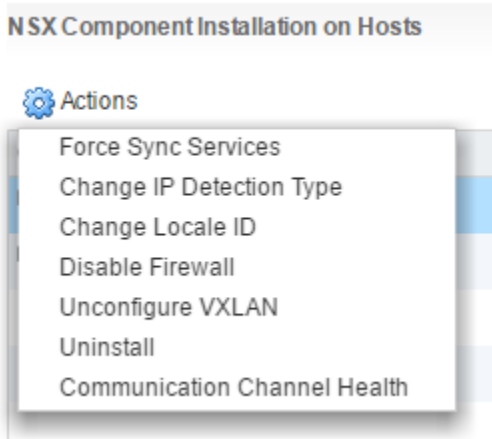 NSX Component Installation on Hosts
Actions
Force Sync Services
Change IP Detection Type
Change Locale ID
Disable Firewall
Unconfigure VXLAN
Uninstall
Communication Channel Health